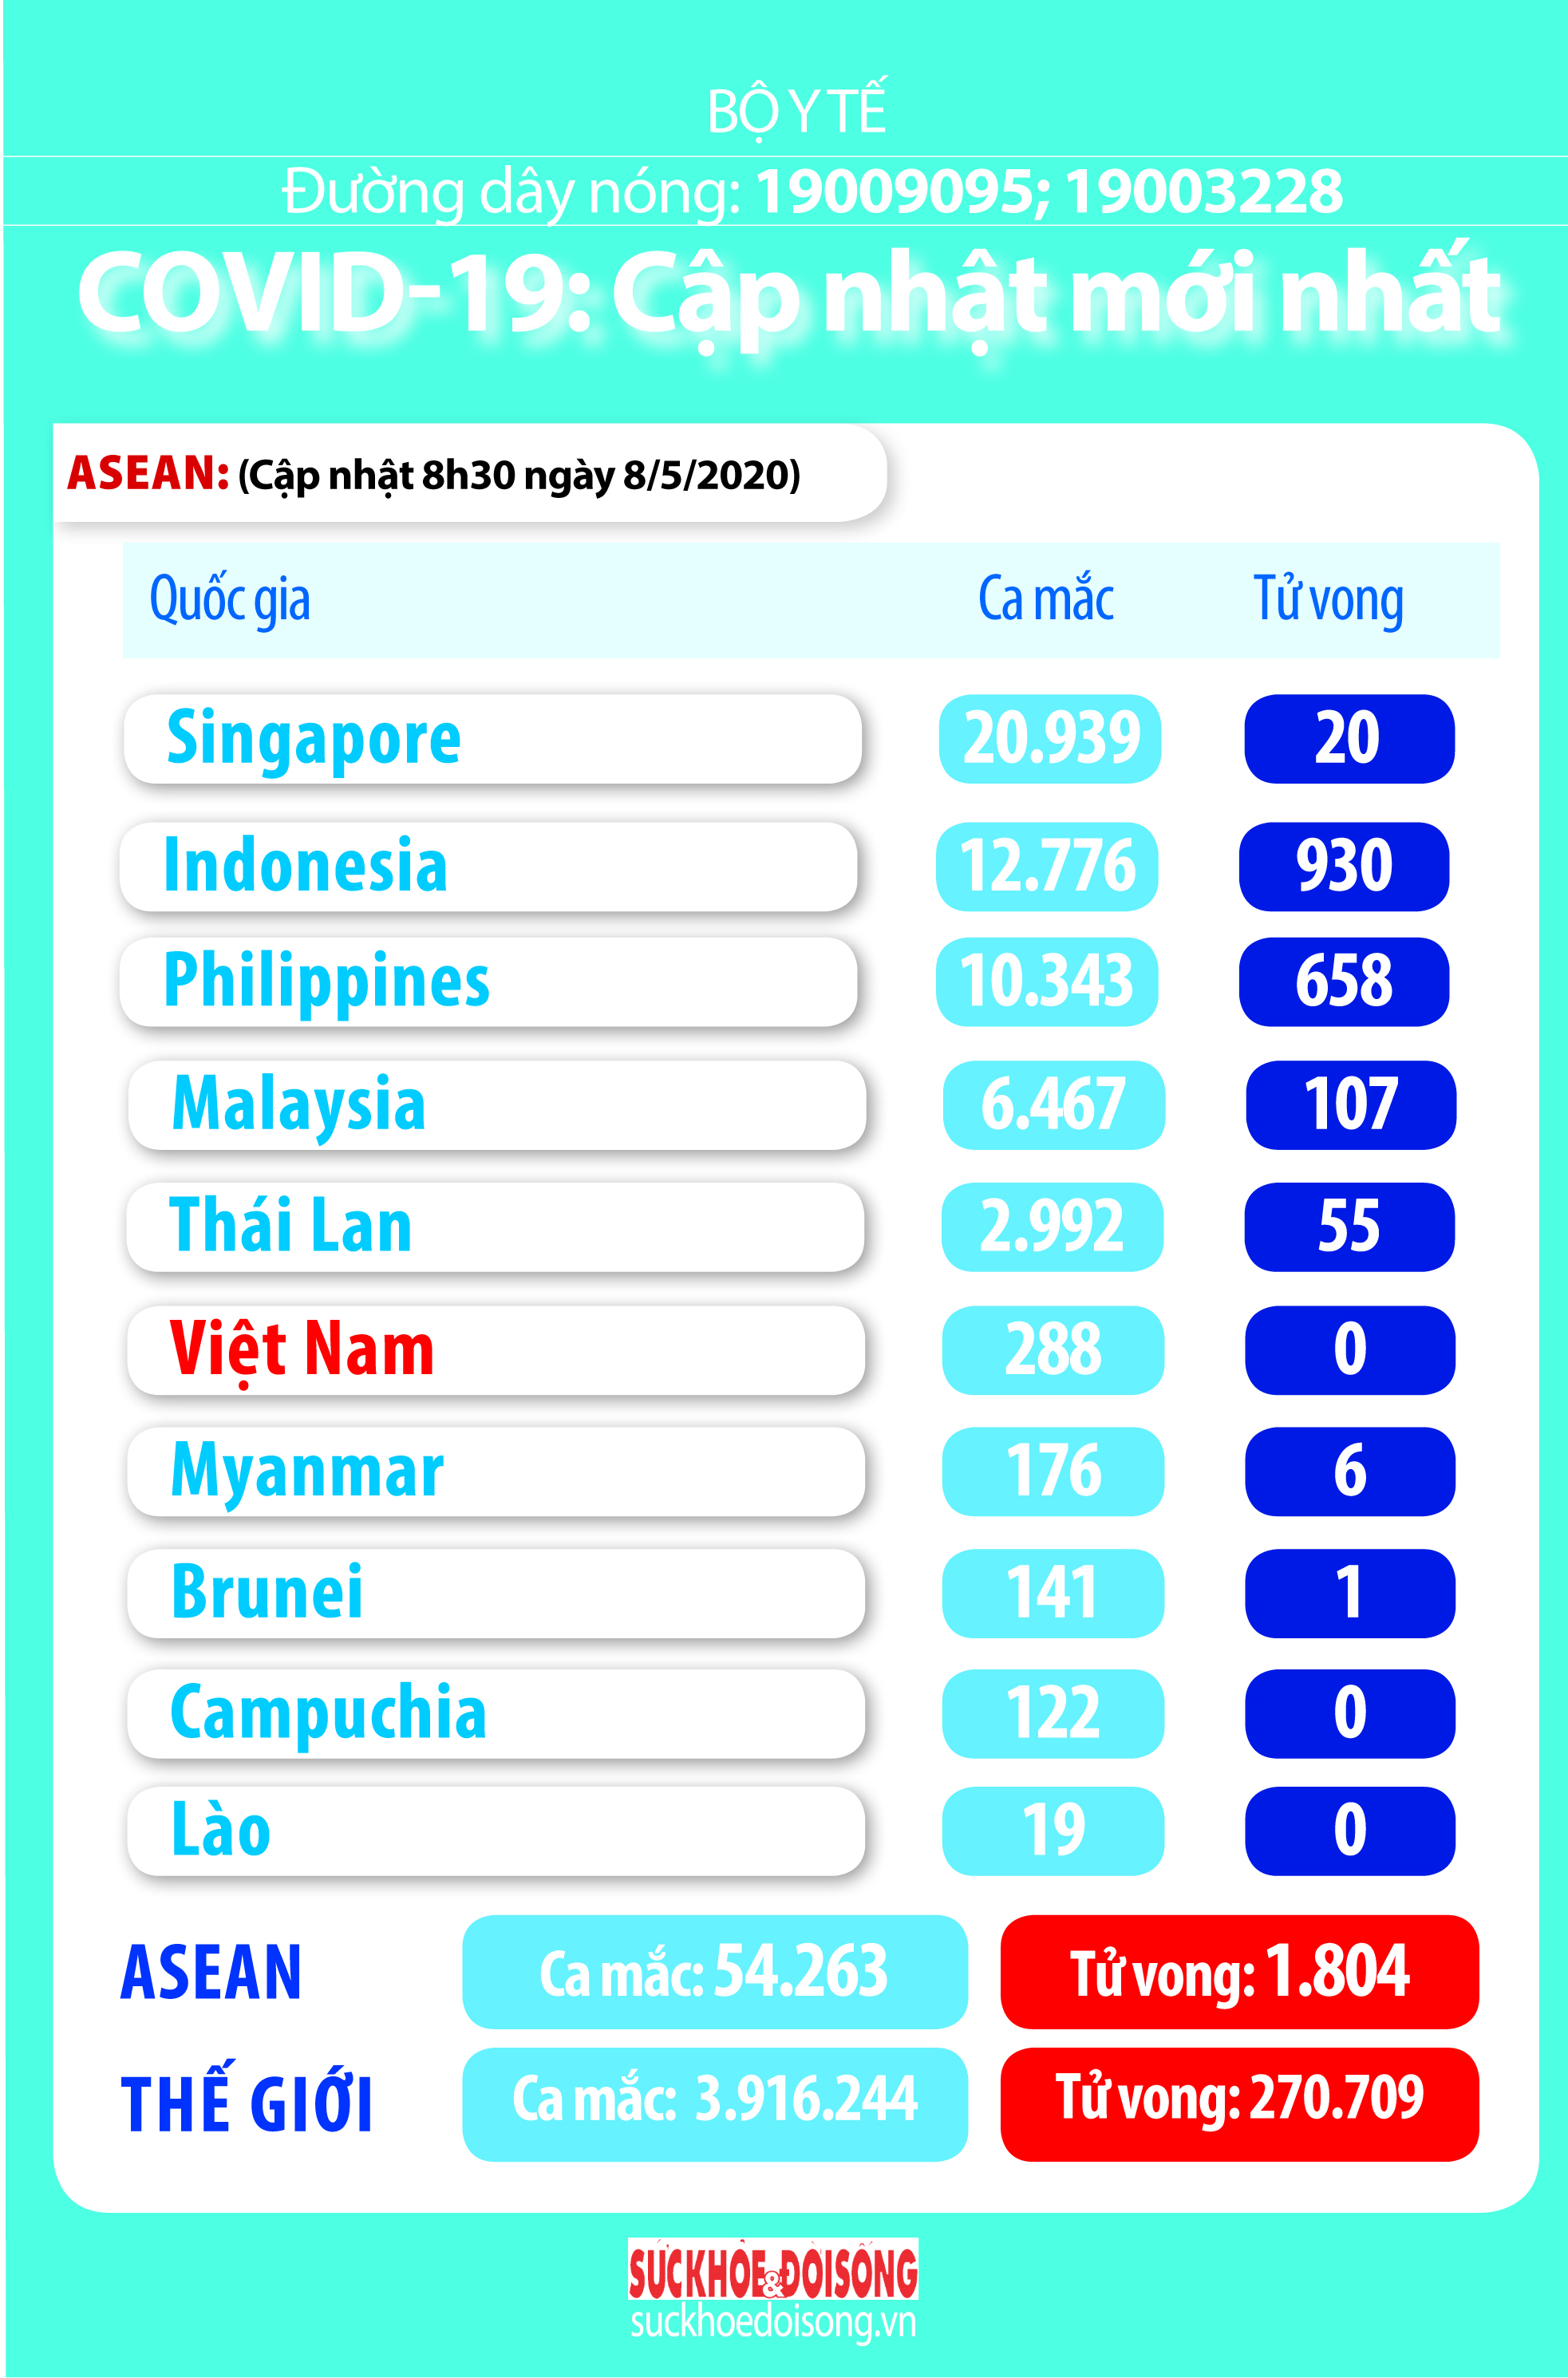 BỘ Y TẾ
Đường dây nóng: 19009095; 19003228
COVID-19: Cập nhật mới nhất
ASEAN: (Cập nhật 8h30 ngày 8/5/2020)
Quốc gia Ca mắc Tử vong
Singapore 20.939 20
Indonesia 12.776 930
Philippines 10.343 658
Malaysia 6.467 107
Thái Lan 2.992 55
Việt Nam 288 0
Myanmar 176 6
Brunei 141 1
Campuchia 122 0
Lào 19 0
ASEAN Ca mắc: 54.263 Tử vong: 1.804
THẾ GIỚI Ca mắc: 3.916.244 Tử vong: 270.709
SỨCKHỎE&ĐỜISỐNG
suckhoedoisong.vn